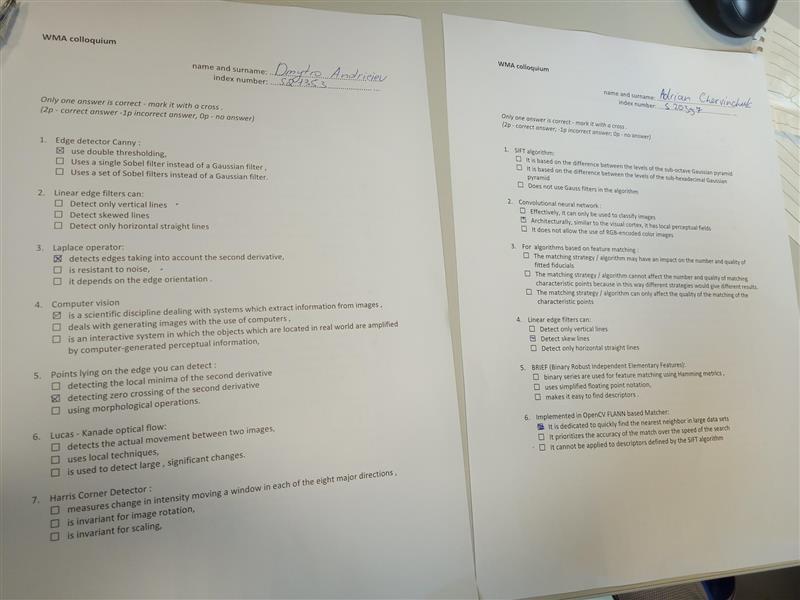 WMA colloquium
name and surname: Dmytro Andriciev
index number: S24353
Only one answer is correct - mark it with a cross .
(2p - correct answer -1p incorrect answer, 0p - no answer)
1. Edge detector Canny :
☒ use double thresholding,
☐ Uses a single Sobel filter instead of a Gaussian filter ,
☐ Uses a set of Sobel filters instead of a Gaussian filter.
2. Linear edge filters can:
☐ Detect only vertical lines
☐ Detect skewed lines
☐ Detect only horizontal straight lines
3. Laplace operator:
☒ detects edges taking into account the second derivative,
☐ is resistant to noise,
☐ it depends on the edge orientation .
4. Computer vision
☒ is a scientific discipline dealing with systems which extract information from images ,
☐ deals with generating images with the use of computers ,
☐ is an interactive system in which the objects which are located in real world are amplified
by computer-generated perceptual information,
5. Points lying on the edge you can detect :
☐ detecting the local minima of the second derivative
☒ detecting zero crossing of the second derivative
☐ using morphological operations.
6. Lucas - Kanade optical flow:
☐ detects the actual movement between two images,
☐ uses local techniques,
☐ is used to detect large , significant changes.
7. Harris Corner Detector :
☐ measures change in intensity moving a window in each of the eight major directions ,
☐ is invariant for image rotation,
☐ is invariant for scaling,
WMA colloquium
name and surname: Adrian Chervinchuk
index number: S20397
Only one answer is correct - mark it with a cross .
(2p - correct answer; -1p incorrect answer; 0p - no answer)
1. SIFT algorithm:
☐ It is based on the difference between the levels of the sub-octave Gaussian pyramid
☐ It is based on the difference between the levels of the sub-hexadecimal Gaussian
pyramid
☐ Does not use Gauss filters in the algorithm
2. Convolutional neural network :
☐ Effectively, it can only be used to classify images
☒ Architecturally, similar to the visual cortex, it has local perceptual fields
☐ It does not allow the use of RGB-encoded color images
3. For algorithms based on feature matching :
☐ The matching strategy / algorithm may have an impact on the number and quality of
fitted fiducials
☐ The matching strategy / algorithm cannot affect the number and quality of matching
characteristic points because in this way different strategies would give different results.
☐ The matching strategy / algorithm can only affect the quality of the matching of the
characteristic points
4. Linear edge filters can:
☐ Detect only vertical lines
☒ Detect skew lines
☐ Detect only horizontal straight lines
5. BRIEF (Binary Robust Independent Elementary Features):
☐ binary series are used for feature matching using Hamming metrics ,
☐ uses simplified floating point notation,
☐ makes it easy to find descriptors .
6. Implemented in OpenCV FLANN based Matcher:
☒ It is dedicated to quickly find the nearest neighbor in large data sets
☐ It prioritizes the accuracy of the match over the speed of the search
☐ It cannot be applied to descriptors defined by the SIFT algorithm